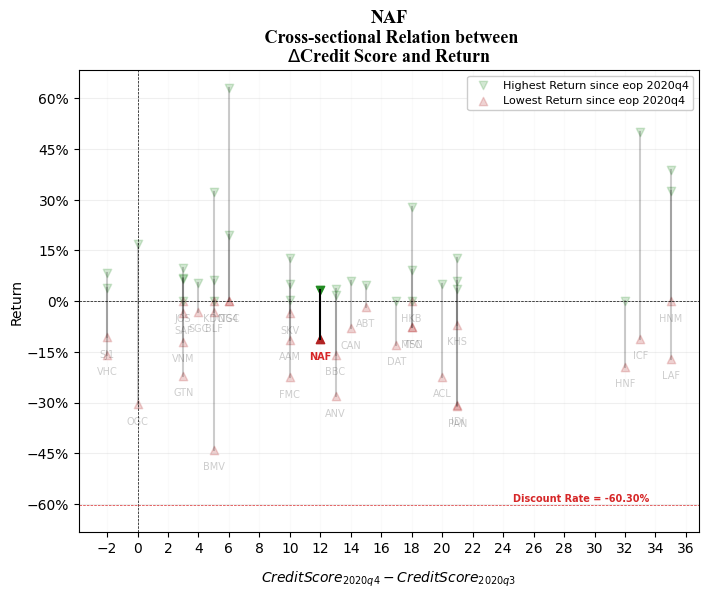 NAF
Cross-sectional Relation between
ΔCredit Score and Return
Highest Return since eop 2020q4
Lowest Return since eop 2020q4
60%
45%
30%
15%
0%
−15%
−30%
−45%
−60%
Return
HKB
HNM
SGC
BLF
SKV
ABT
CAN
KHS
NAF
VNM
AAM
ICF
VHC
BBC
DAT
GTN
FMC
ACL
HNF
LAF
OGC
ANV
BMV
Discount Rate = -60.30%
−2 0 2 4 6 8 10 12 14 16 18 20 22 24 26 28 30 32 34 36
CreditScore2020q4 − CreditScore2020q3